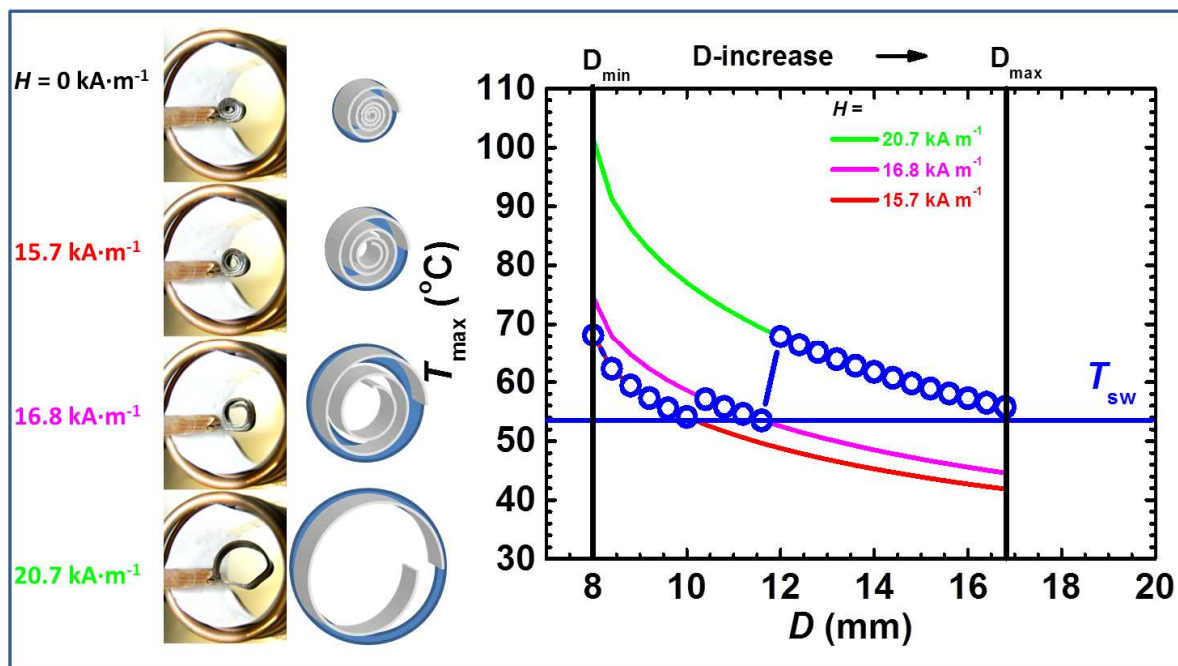 H = 0 kA·m⁻¹
15.7 kA·m⁻¹
16.8 kA·m⁻¹
20.7 kA·m⁻¹
D-increase →
D_min
D_max
H =
20.7 kA m⁻¹
16.8 kA m⁻¹
15.7 kA m⁻¹
T_sw
T_max (°C)
110
100
90
80
70
60
50
40
30
8 10 12 14 16 18 20
D (mm)